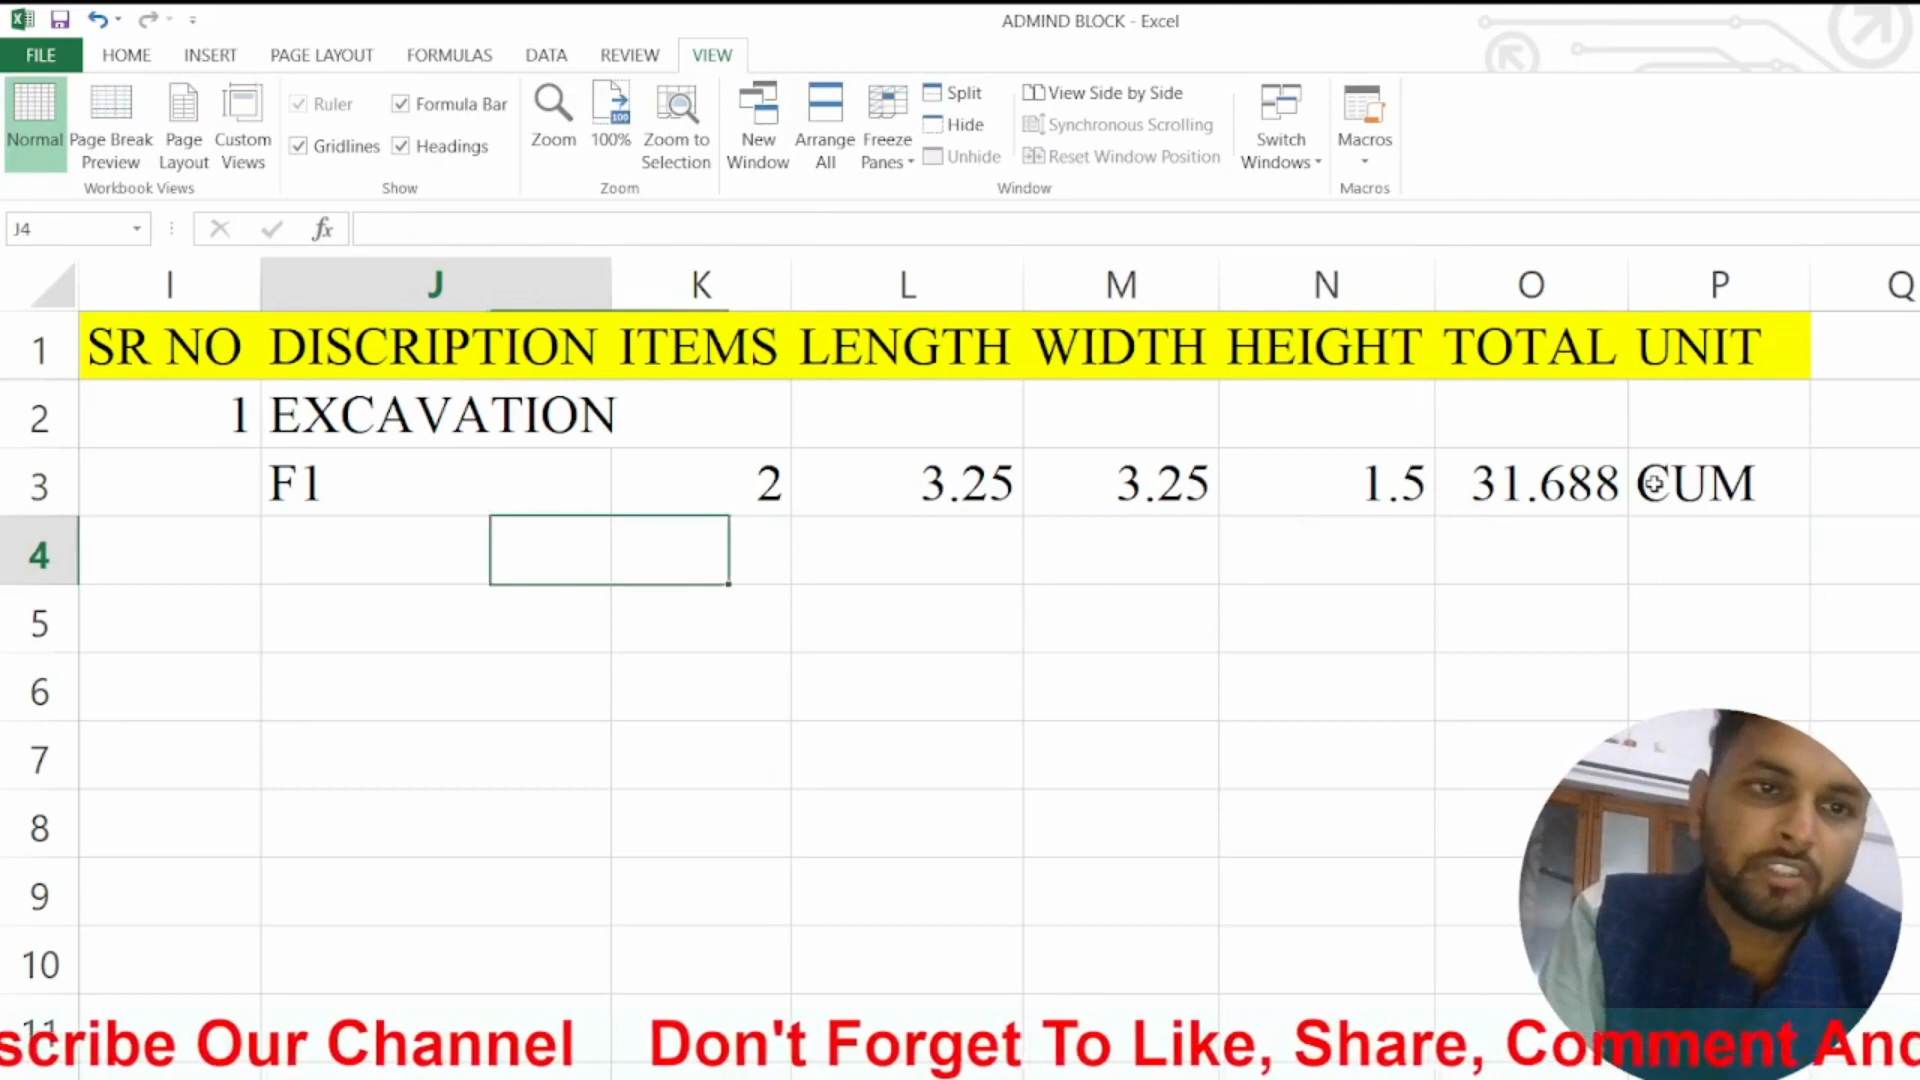 ADMIND BLOCK - Excel
FILE HOME INSERT PAGE LAYOUT FORMULAS DATA REVIEW VIEW
Normal Page Break Preview Page Layout Custom Views
Workbook Views
Ruler Formula Bar
Gridlines Headings
Show
Zoom 100% Zoom to Selection
Zoom
New Window Arrange All Freeze Panes
Split
Hide
Unhide
View Side by Side
Synchronous Scrolling
Reset Window Position
Window
Switch Windows
Macros
Macros
J4 fx
I J K L M N O P Q
1 SR NO DISCRIPTION ITEMS LENGTH WIDTH HEIGHT TOTAL UNIT
2 1 EXCAVATION
3 F1 2 3.25 3.25 1.5 31.688 CUM
4
5
6
7
8
9
10
11
scribe Our Channel Don't Forget To Like, Share, Comment And